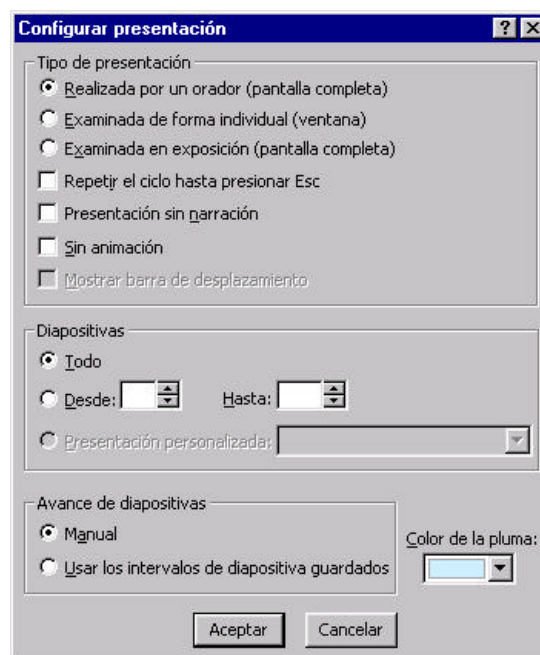 Configurar presentación
Tipo de presentación
Realizada por un orador (pantalla completa)
Examinada de forma individual (ventana)
Examinada en exposición (pantalla completa)
Repetir el ciclo hasta presionar Esc
Presentación sin narración
Sin animación
Mostrar barra de desplazamiento
Diapositivas
Todo
Desde: Hasta:
Presentación personalizada:
Avance de diapositivas
Manual
Color de la pluma:
Usar los intervalos de diapositiva guardados
Aceptar Cancelar